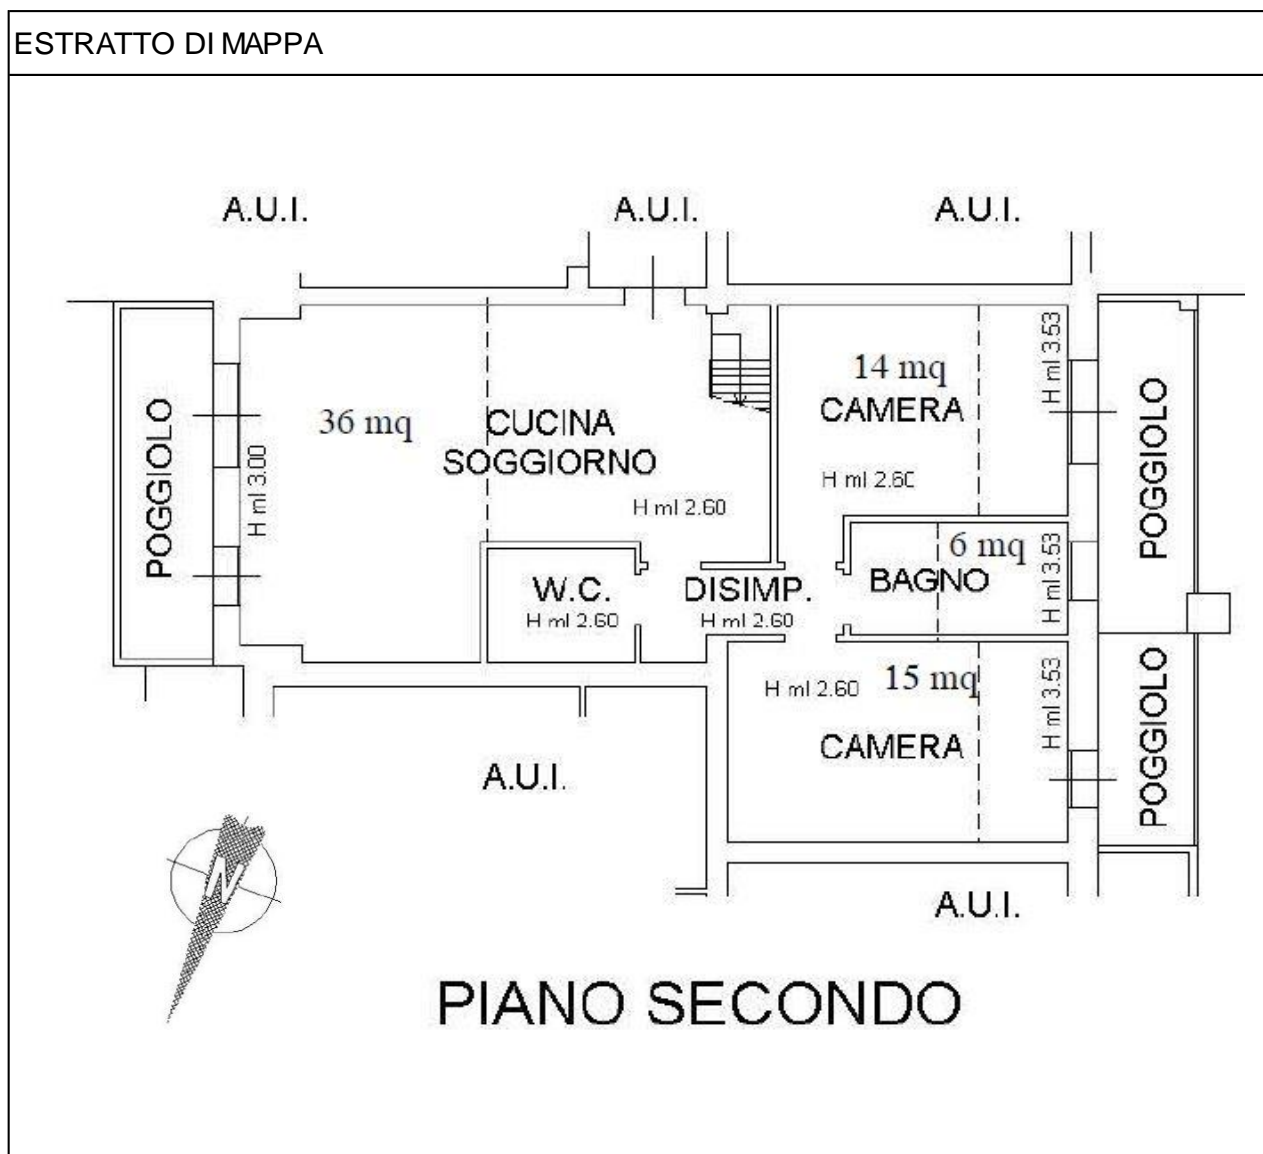 ESTRATTO DI MAPPA
A.U.I.
A.U.I.
A.U.I.
POGGIOLO
H ml 3.00
36 mq
CUCINA
SOGGIORNO
H ml 2.60
14 mq
CAMERA
H ml 2.60
H ml 3.53
POGGIOLO
W.C.
H ml 2.60
DISIMP.
H ml 2.60
6 mq
BAGNO
H ml 3.53
H ml 2.60
15 mq
CAMERA
H ml 3.53
POGGIOLO
A.U.I.
A.U.I.
N
PIANO SECONDO